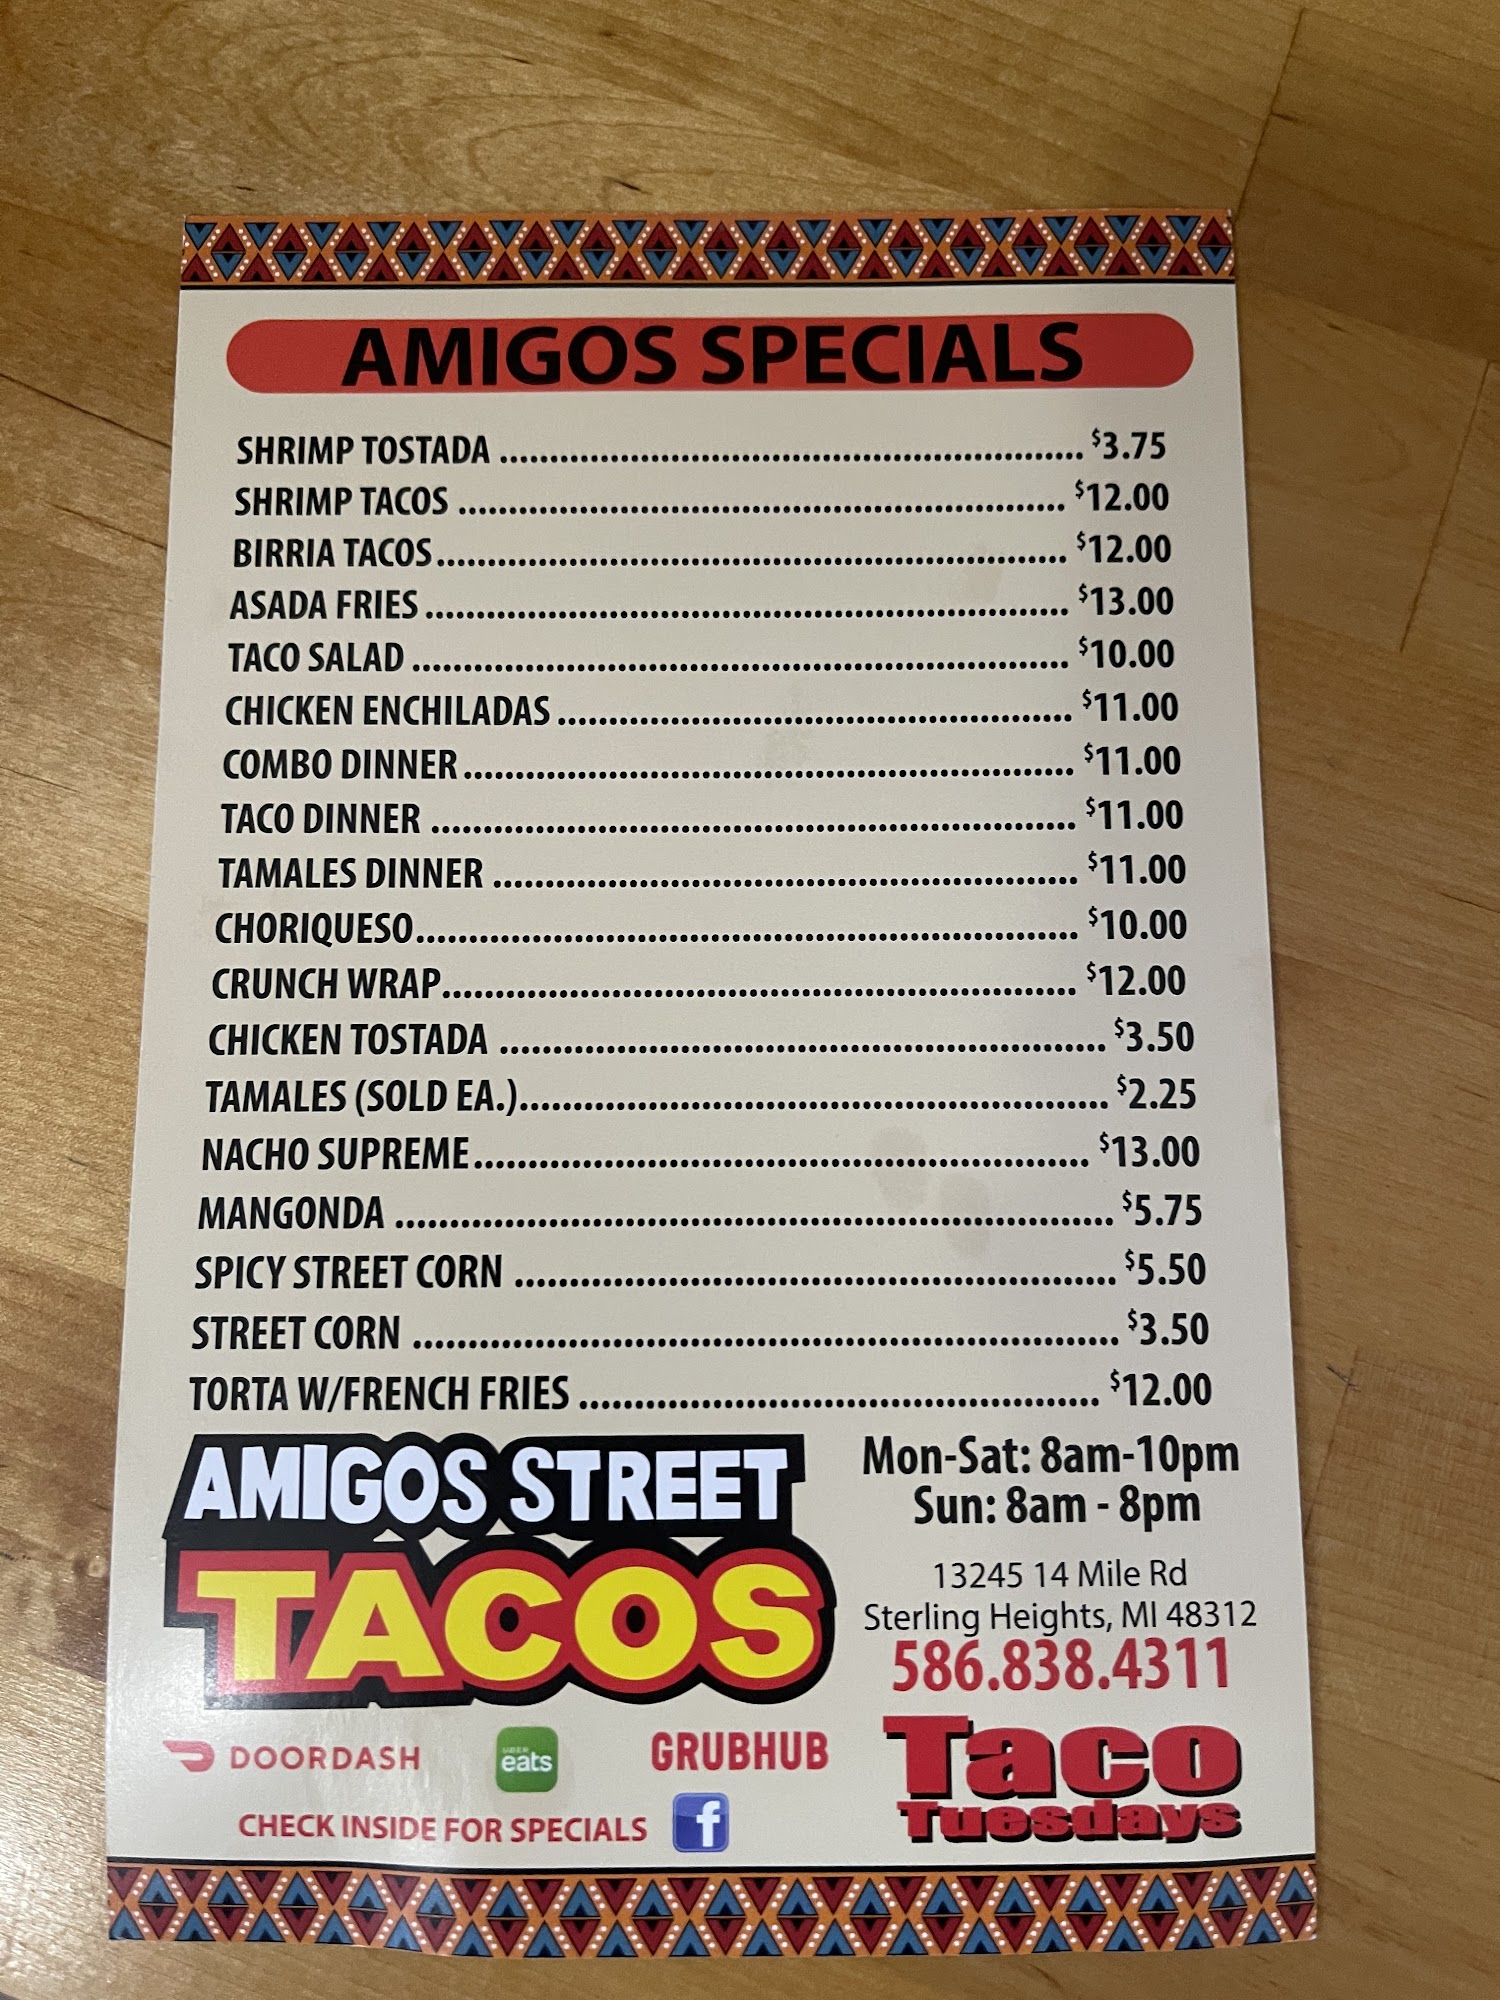 AMIGOS SPECIALS
SHRIMP TOSTADA ........................................................ $3.75
SHRIMP TACOS ........................................................ $12.00
BIRRIA TACOS........................................................ $12.00
ASADA FRIES ........................................................ $13.00
TACO SALAD ........................................................ $10.00
CHICKEN ENCHILADAS ........................................................ $11.00
COMBO DINNER ........................................................ $11.00
TACO DINNER ........................................................ $11.00
TAMALES DINNER ........................................................ $11.00
CHORIQUESO........................................................ $10.00
CRUNCH WRAP........................................................ $12.00
CHICKEN TOSTADA ........................................................ $3.50
TAMALES (SOLD EA.)........................................................ $2.25
NACHO SUPREME........................................................ $13.00
MANGONDA ........................................................ $5.75
SPICY STREET CORN ........................................................ $5.50
STREET CORN ........................................................ $3.50
TORTA W/FRENCH FRIES ........................................................ $12.00
AMIGOS STREET
TACOS
Mon-Sat: 8am-10pm
Sun: 8am - 8pm
13245 14 Mile Rd
Sterling Heights, MI 48312
586.838.4311
DOORDASH
UBER
eats
GRUBHUB
CHECK INSIDE FOR SPECIALS
f
Taco
Tuesdays